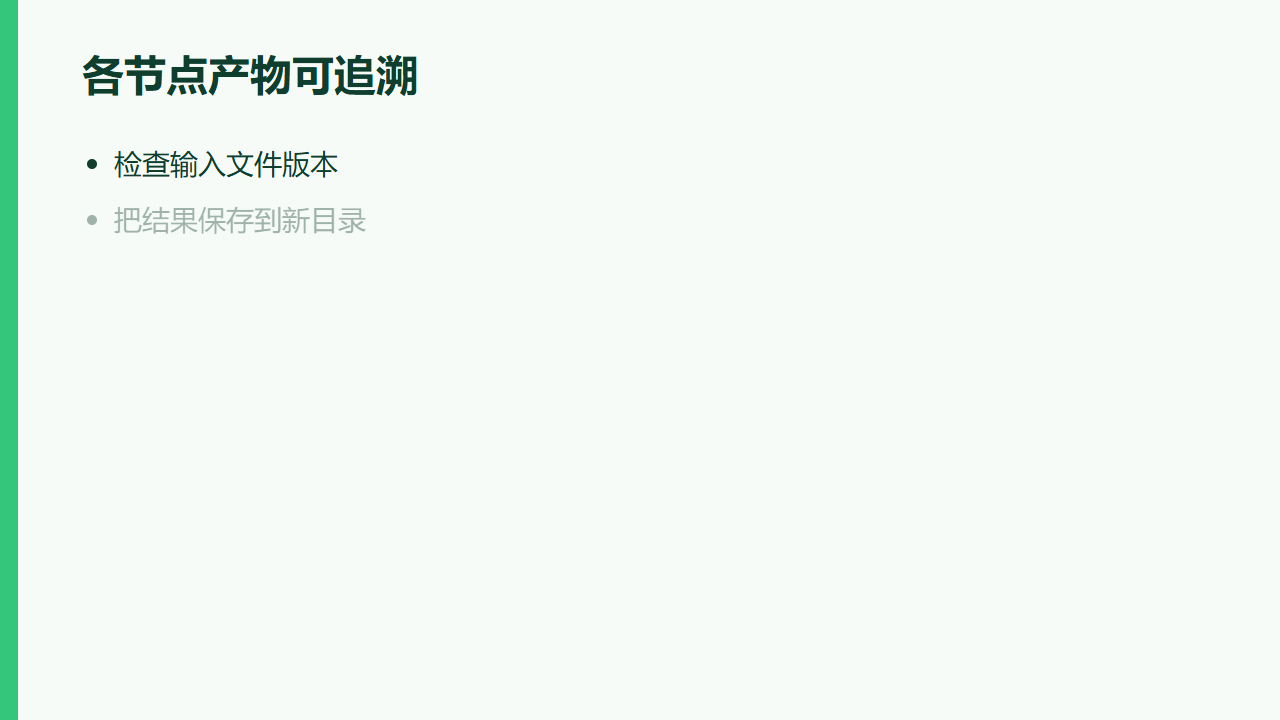 各节点产物可追溯
• 检查输入文件版本
• 把结果保存到新目录